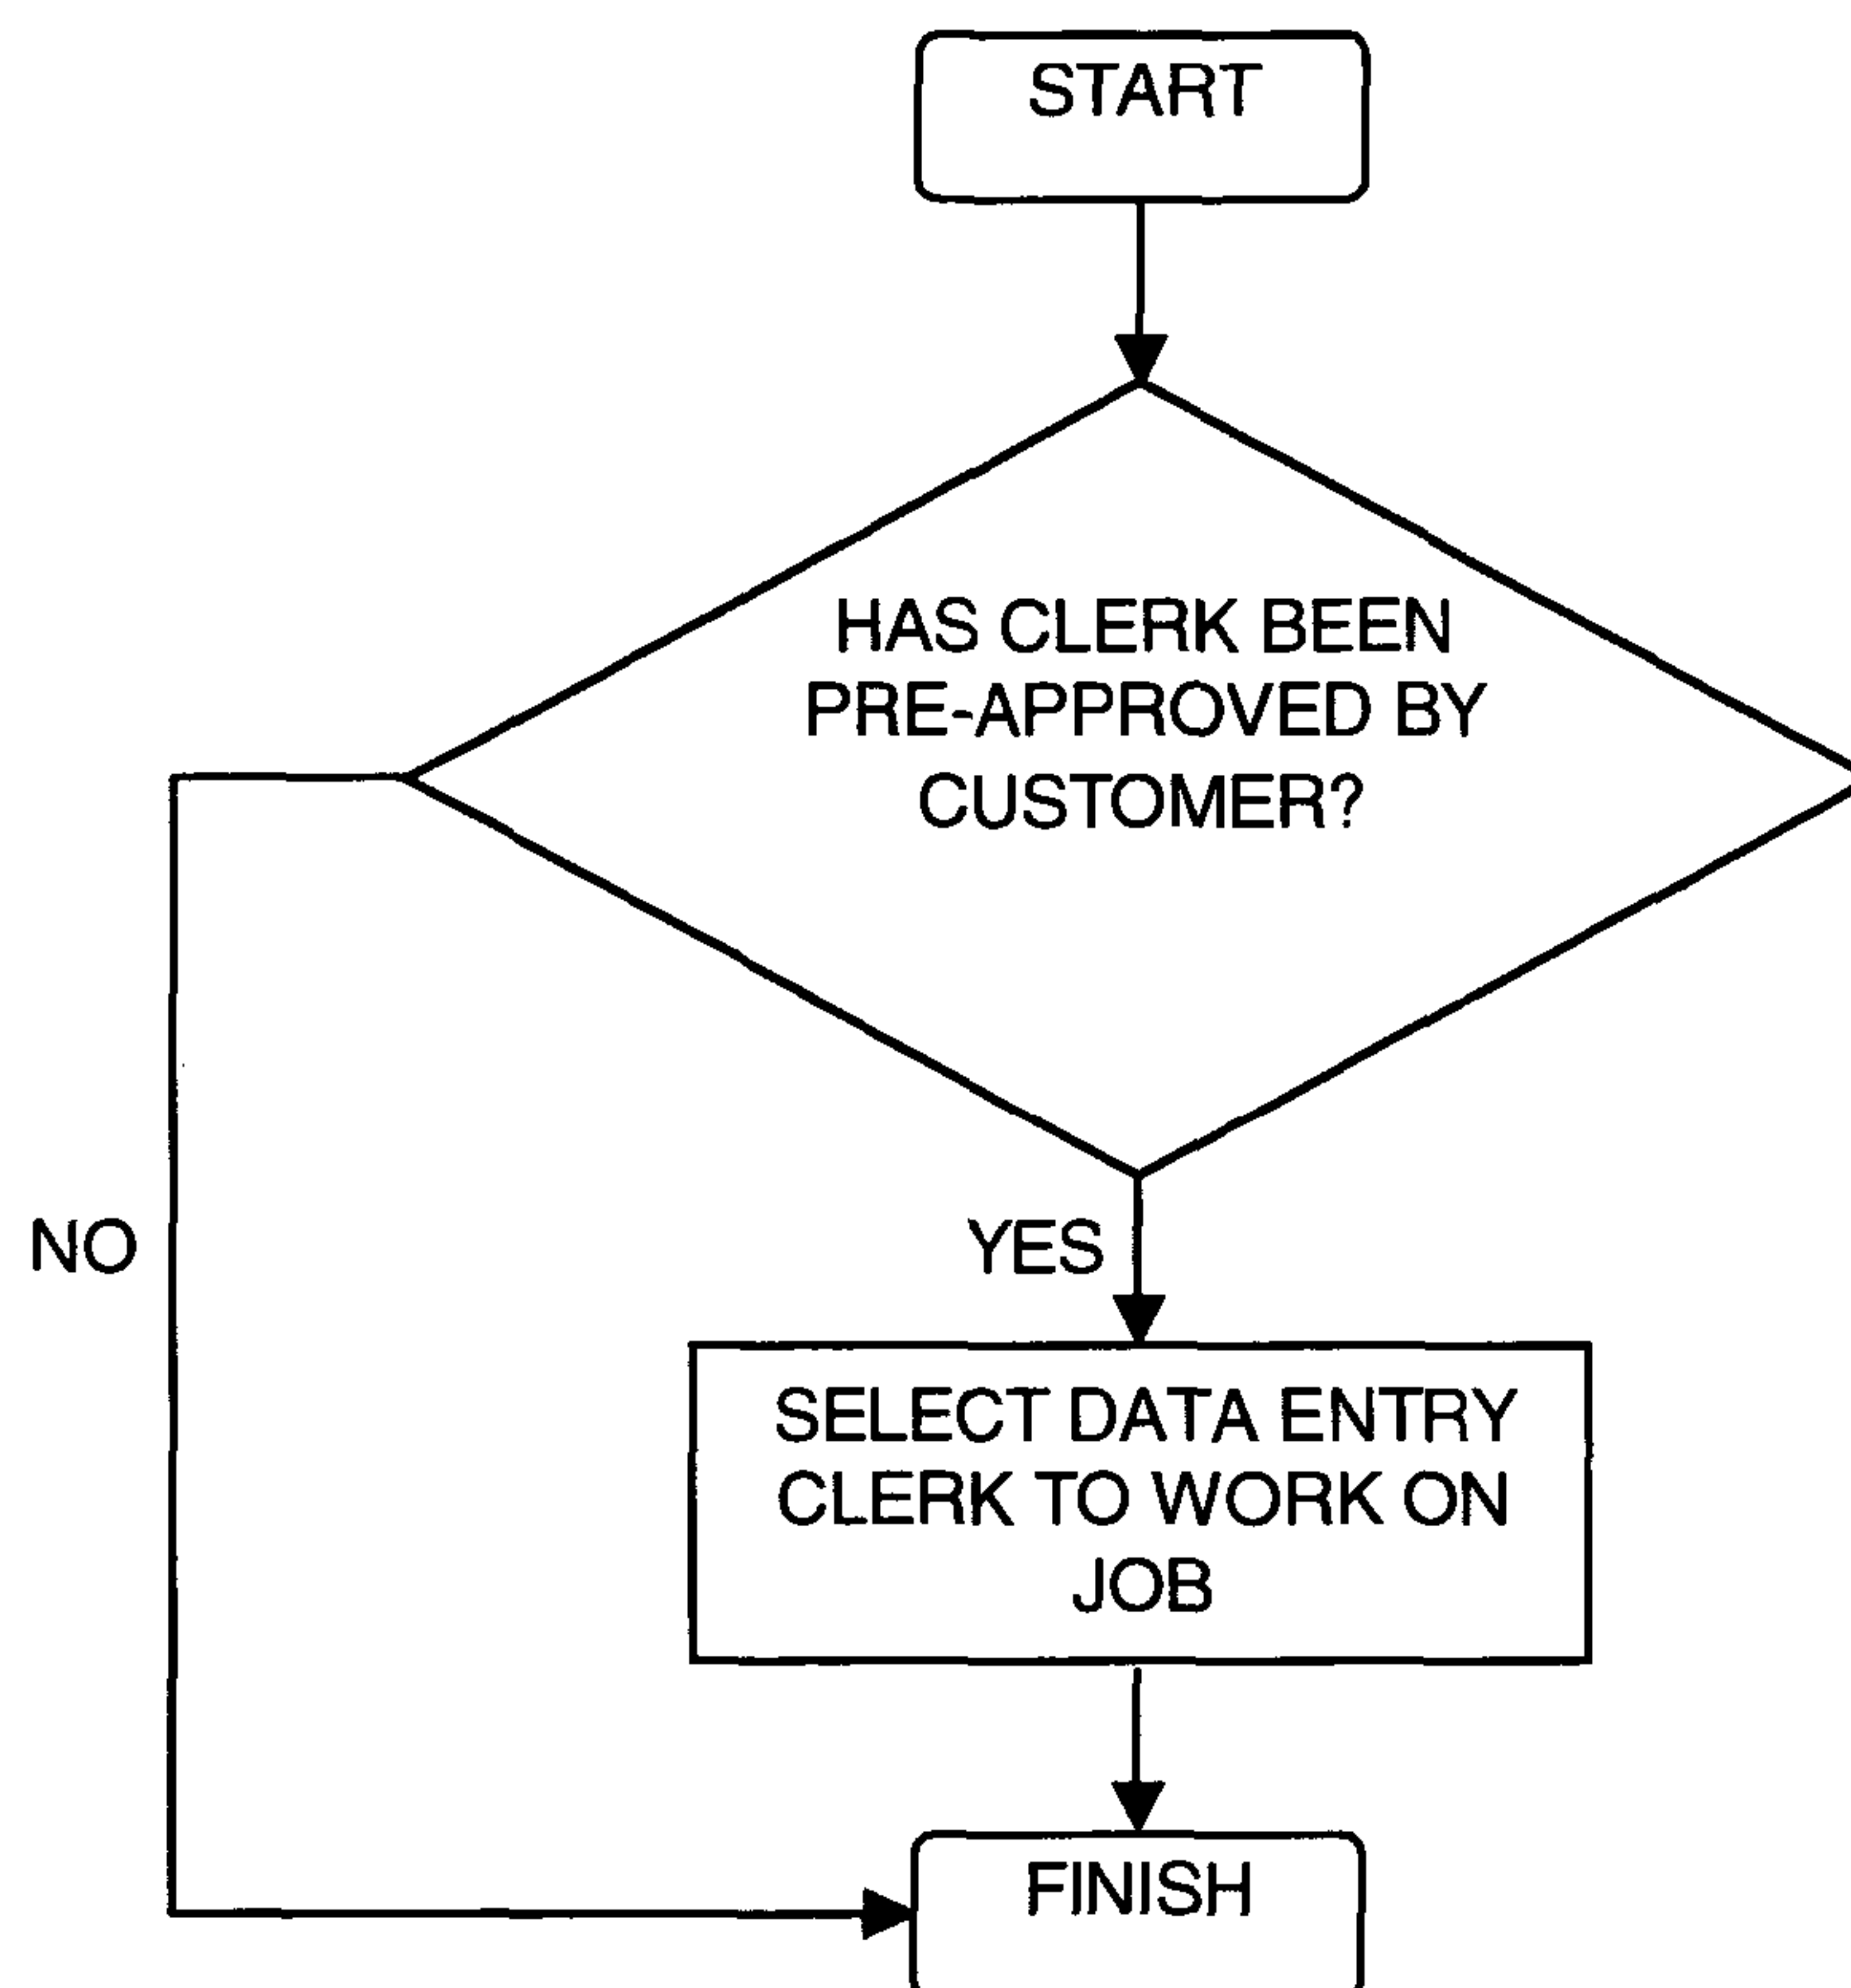 START
HAS CLERK BEEN
PRE-APPROVED BY
CUSTOMER?
NO
YES
SELECT DATA ENTRY
CLERK TO WORK ON
JOB
FINISH